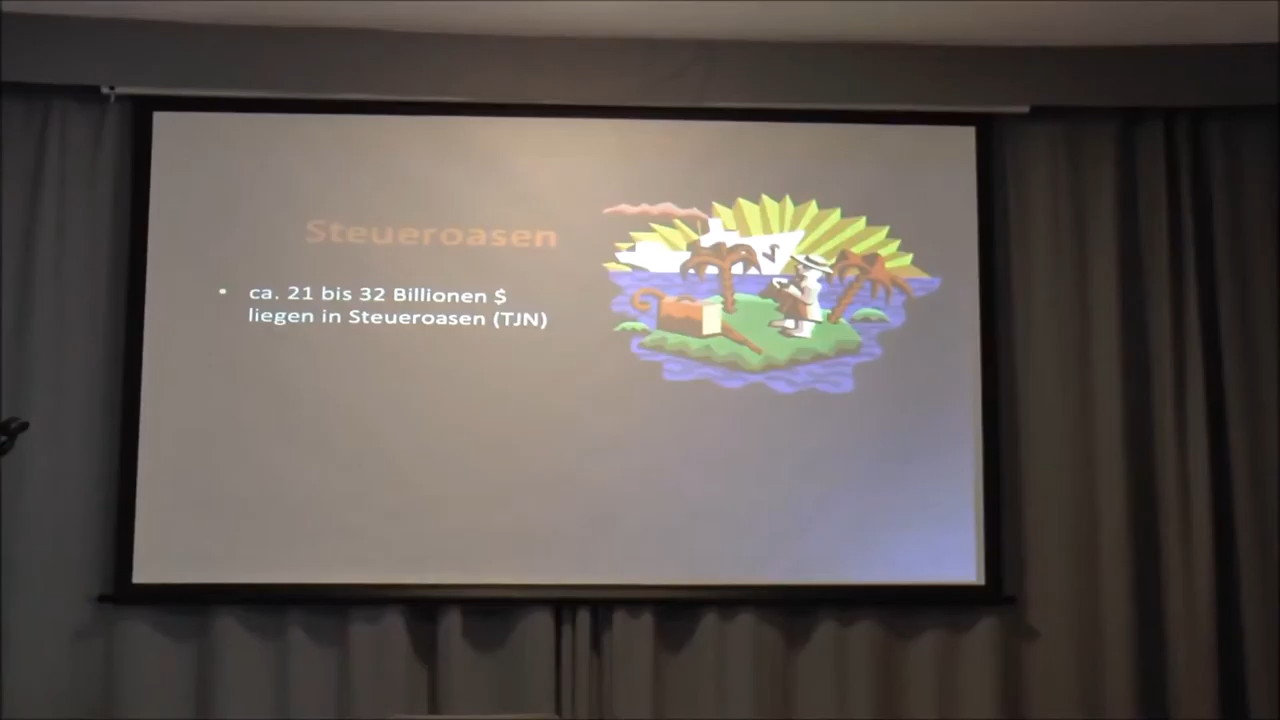 Steueroasen
• ca. 21 bis 32 Billionen $
liegen in Steueroasen (TJN)